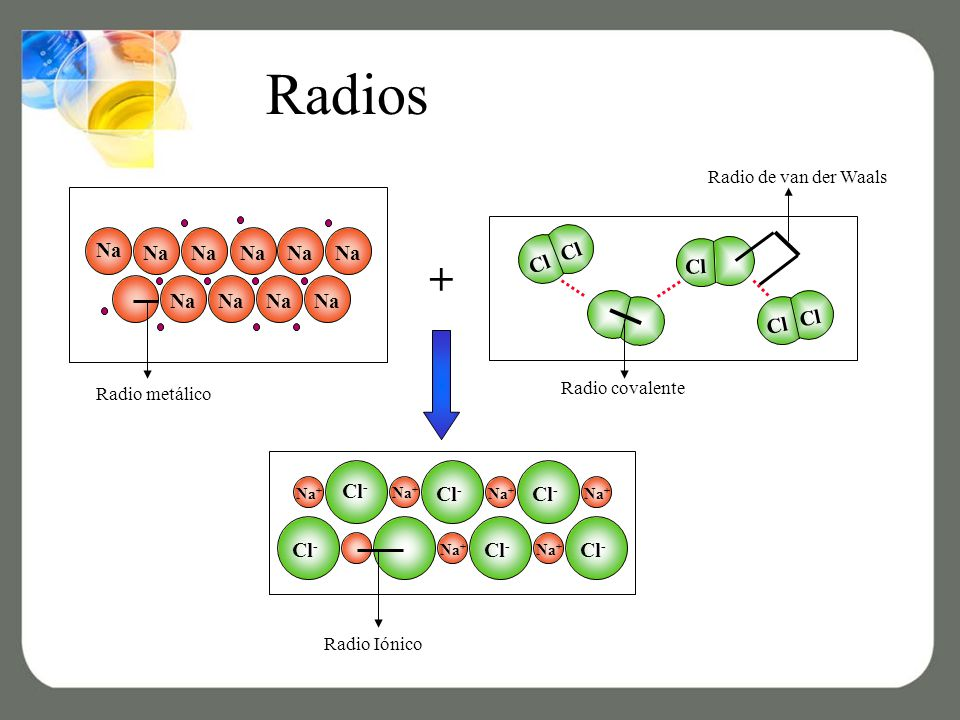 Radios
Radio de van der Waals
Na Na Na Na Na Na
Na Na Na Na
+
Cl Cl Cl
Cl Cl
Radio metálico
Radio covalente
Na⁺ Cl⁻ Na⁺ Cl⁻ Na⁺ Cl⁻ Na⁺
Cl⁻ Na⁺ Cl⁻ Na⁺ Cl⁻
Radio Iónico